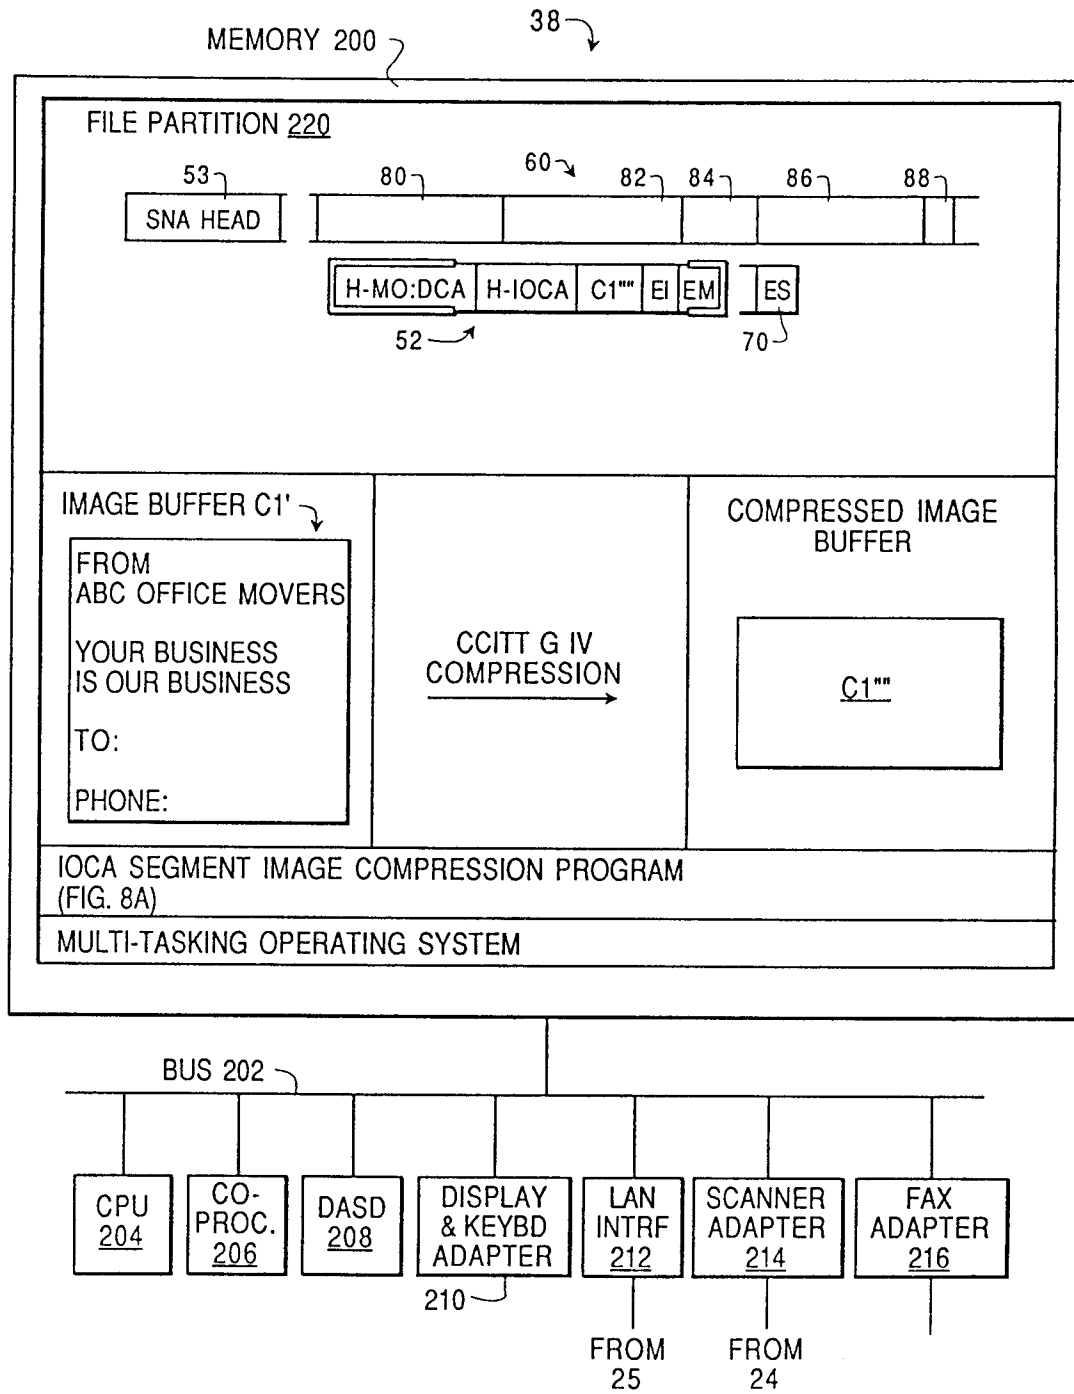 38
MEMORY 200
FILE PARTITION 220
53
80
60
82
84
86
88
SNA HEAD
H-MO:DCA
H-IOCA
C1""
EI
EM
ES
52
70
IMAGE BUFFER C1'
FROM
ABC OFFICE MOVERS
YOUR BUSINESS
IS OUR BUSINESS
TO:
PHONE:
CCITT G IV
COMPRESSION
COMPRESSED IMAGE
BUFFER
C1""
IOCA SEGMENT IMAGE COMPRESSION PROGRAM
(FIG. 8A)
MULTI-TASKING OPERATING SYSTEM
BUS 202
CPU
204
CO-
PROC.
206
DASD
208
DISPLAY
& KEYBD
ADAPTER
210
LAN
INTRF
212
SCANNER
ADAPTER
214
FAX
ADAPTER
216
FROM
25
FROM
24